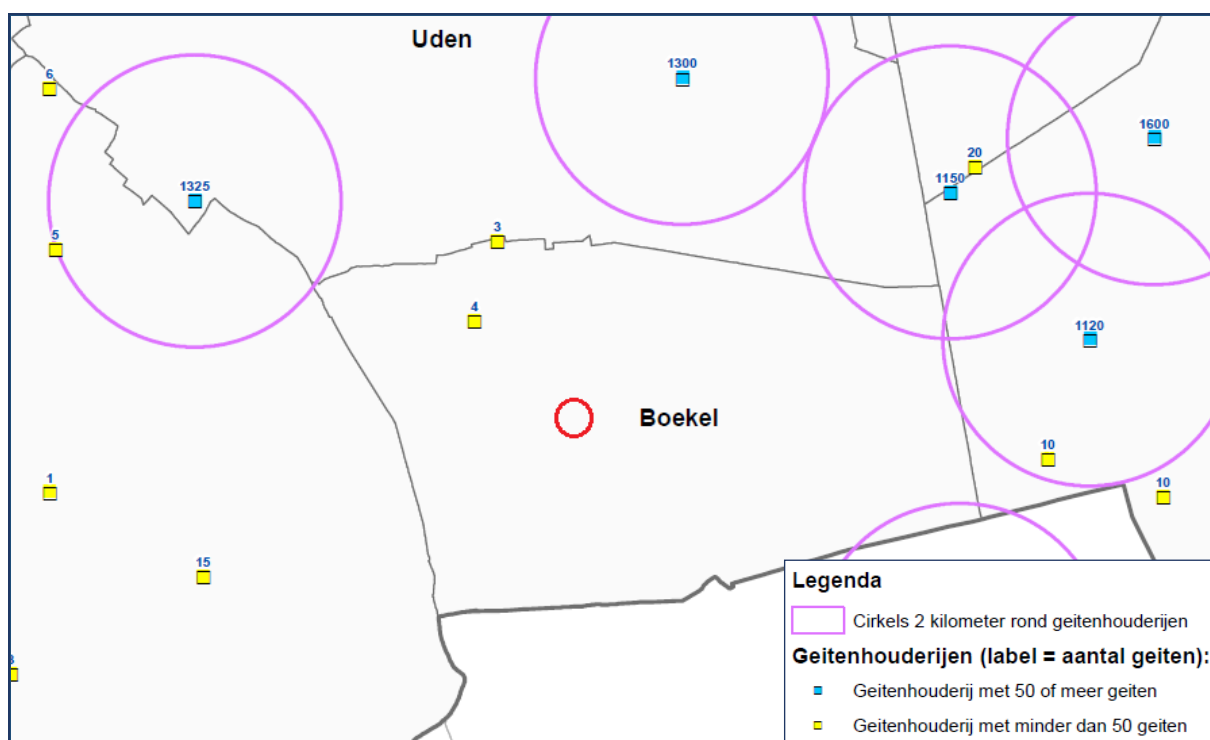 Uden
1300
6
1600
20
1150
1325
3
5
4
1120
Boekel
10
1
10
15
Legenda
Cirkels 2 kilometer rond geitenhouderijen
Geitenhouderijen (label = aantal geiten):
Geitenhouderij met 50 of meer geiten
Geitenhouderij met minder dan 50 geiten